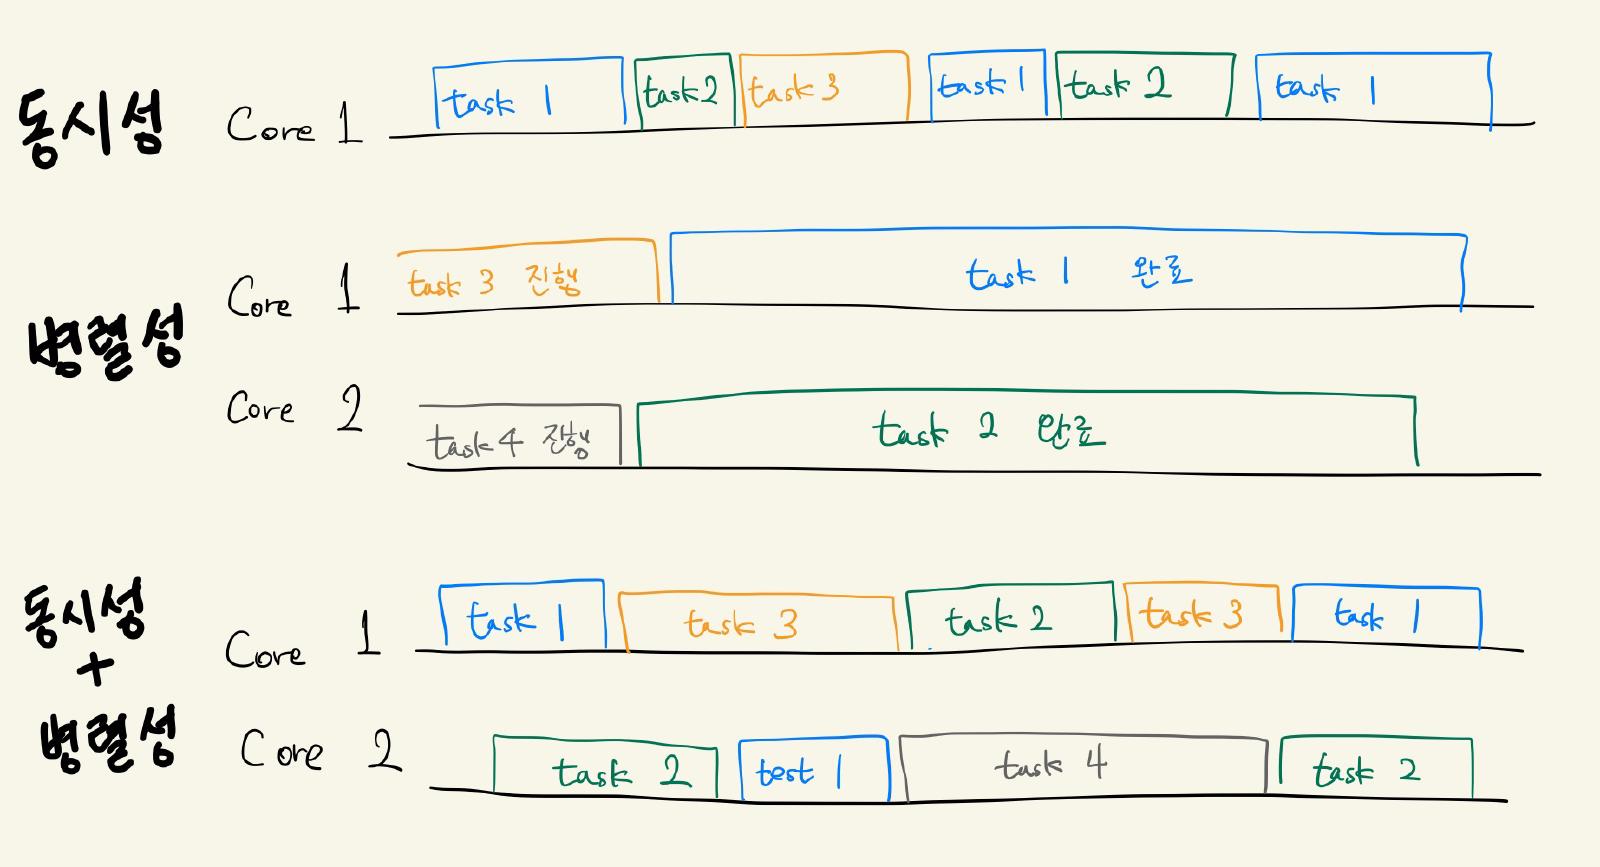 동시성 Core 1 task 1 task2 task 3 task 1 task 2 task 1
병렬성
Core 1 task 3 진행 task 1 완료
Core 2 task4 진행 task 2 완료
동시성
+
병렬성
Core 1 task 1 task 3 task 2 task 3 task 1
Core 2 task 2 test 1 task 4 task 2